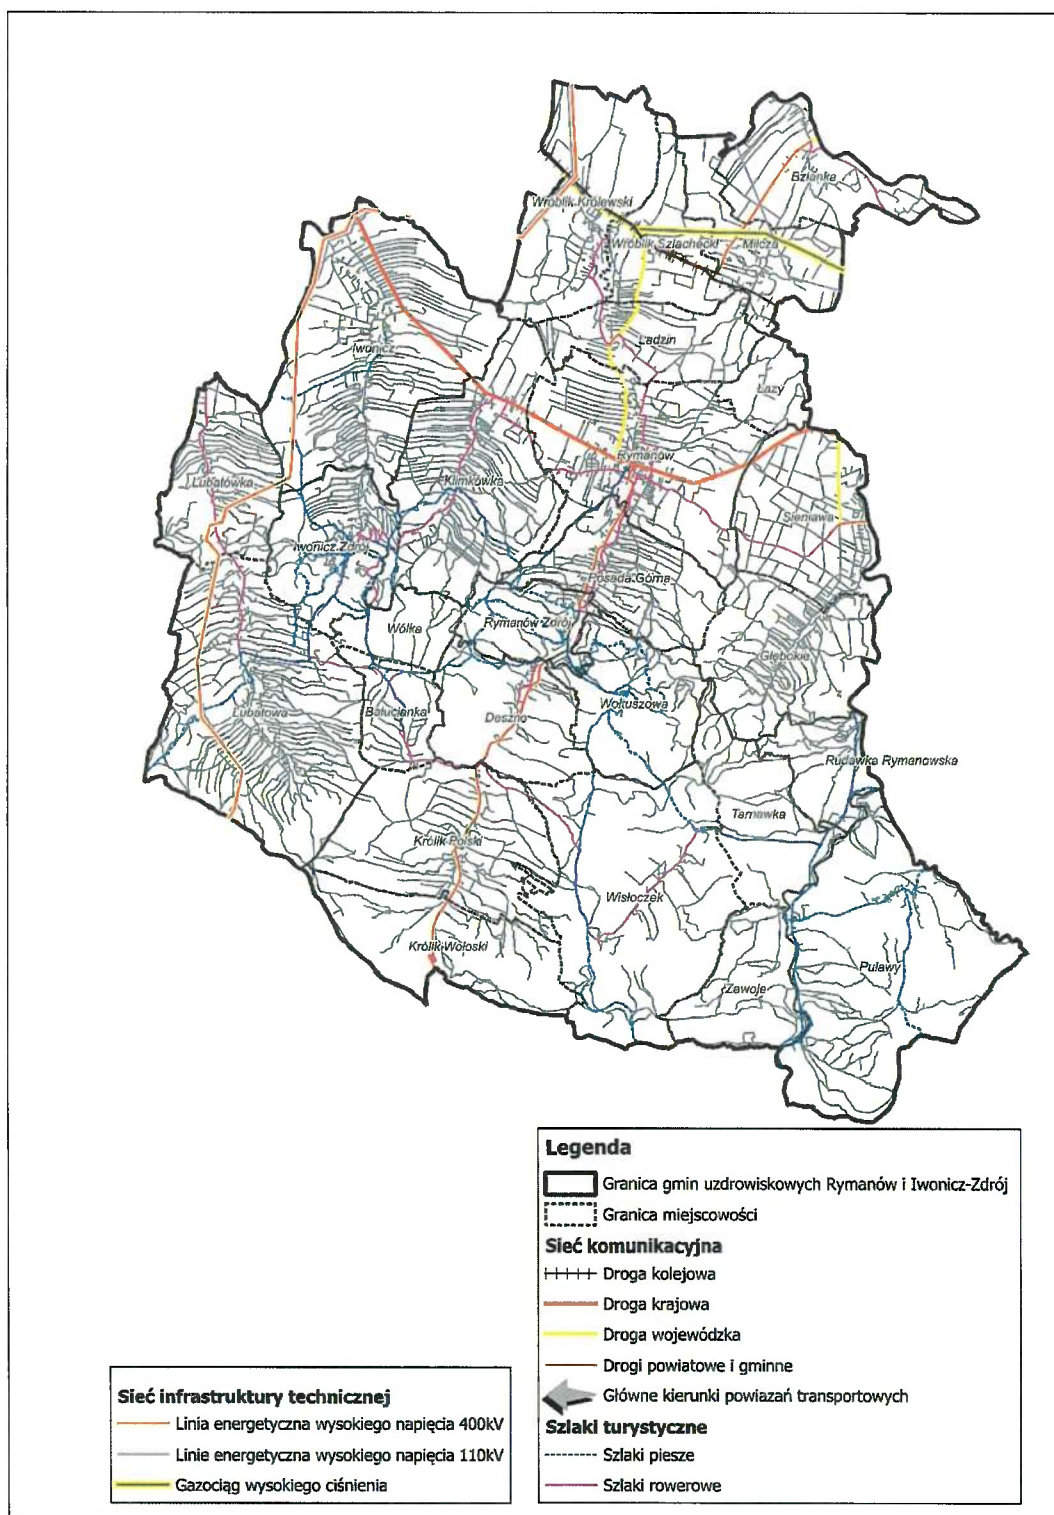 Bzianka
Wróblik Królewski
Wróblik Szlachecki
Milcza
Iwonicz
Ladzin
Łazy
Rymanów
Lubatówka
Klimkówka
Sieniawa
Iwonicz Zdrój
Posada Górna
Wólka
Rymanów Zdrój
Głębokie
Lubatowa
Bałucianka
Deszno
Wołtuszowa
Rudawka Rymanowska
Tarnawka
Królik Polski
Wisłoczek
Królik Wołoski
Puławy
Zawoje
Legenda
Granica gmin uzdrowiskowych Rymanów i Iwonicz-Zdrój
Granica miejscowości
Sieć komunikacyjna
Droga kolejowa
Droga krajowa
Droga wojewódzka
Drogi powiatowe i gminne
Główne kierunki powiazań transportowych
Szlaki turystyczne
Szlaki piesze
Szlaki rowerowe
Sieć infrastruktury technicznej
Linia energetyczna wysokiego napięcia 400kV
Linie energetyczna wysokiego napięcia 110kV
Gazociąg wysokiego ciśnienia